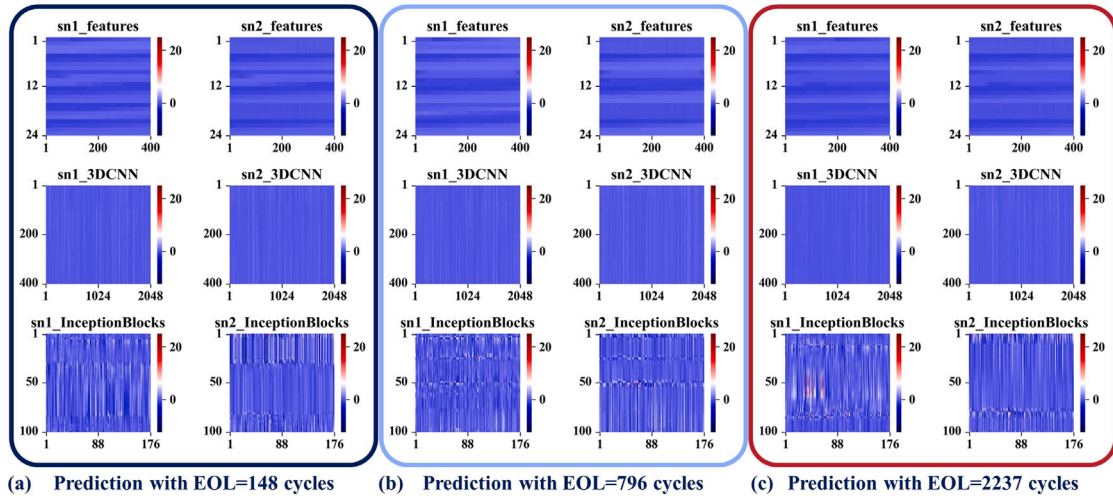 sn1_features sn2_features sn1_features sn2_features sn1_features sn2_features
1 20 1 20 1 20 1 20 1 20 1 20
12 0 12 0 12 0 12 0 12 0 12 0
24 24 24 24 24 24
1 200 400 1 200 400 1 200 400 1 200 400 1 200 400 1 200 400
sn1_3DCNN sn2_3DCNN sn1_3DCNN sn2_3DCNN sn1_3DCNN sn2_3DCNN
1 20 1 20 1 20 1 20 1 20 1 20
200 0 200 0 200 0 200 0 200 0 200 0
400 400 400 400 400 400
1 1024 2048 1 1024 2048 1 1024 2048 1 1024 2048 1 1024 2048 1 1024 2048
sn1_InceptionBlocks sn2_InceptionBlocks sn1_InceptionBlocks sn2_InceptionBlocks sn1_InceptionBlocks sn2_InceptionBlocks
1 20 1 20 1 20 1 20 1 20 1 20
50 0 50 0 50 0 50 0 50 0 50 0
100 100 100 100 100 100
1 88 176 1 88 176 1 88 176 1 88 176 1 88 176 1 88 176
(a) Prediction with EOL=148 cycles (b) Prediction with EOL=796 cycles (c) Prediction with EOL=2237 cycles